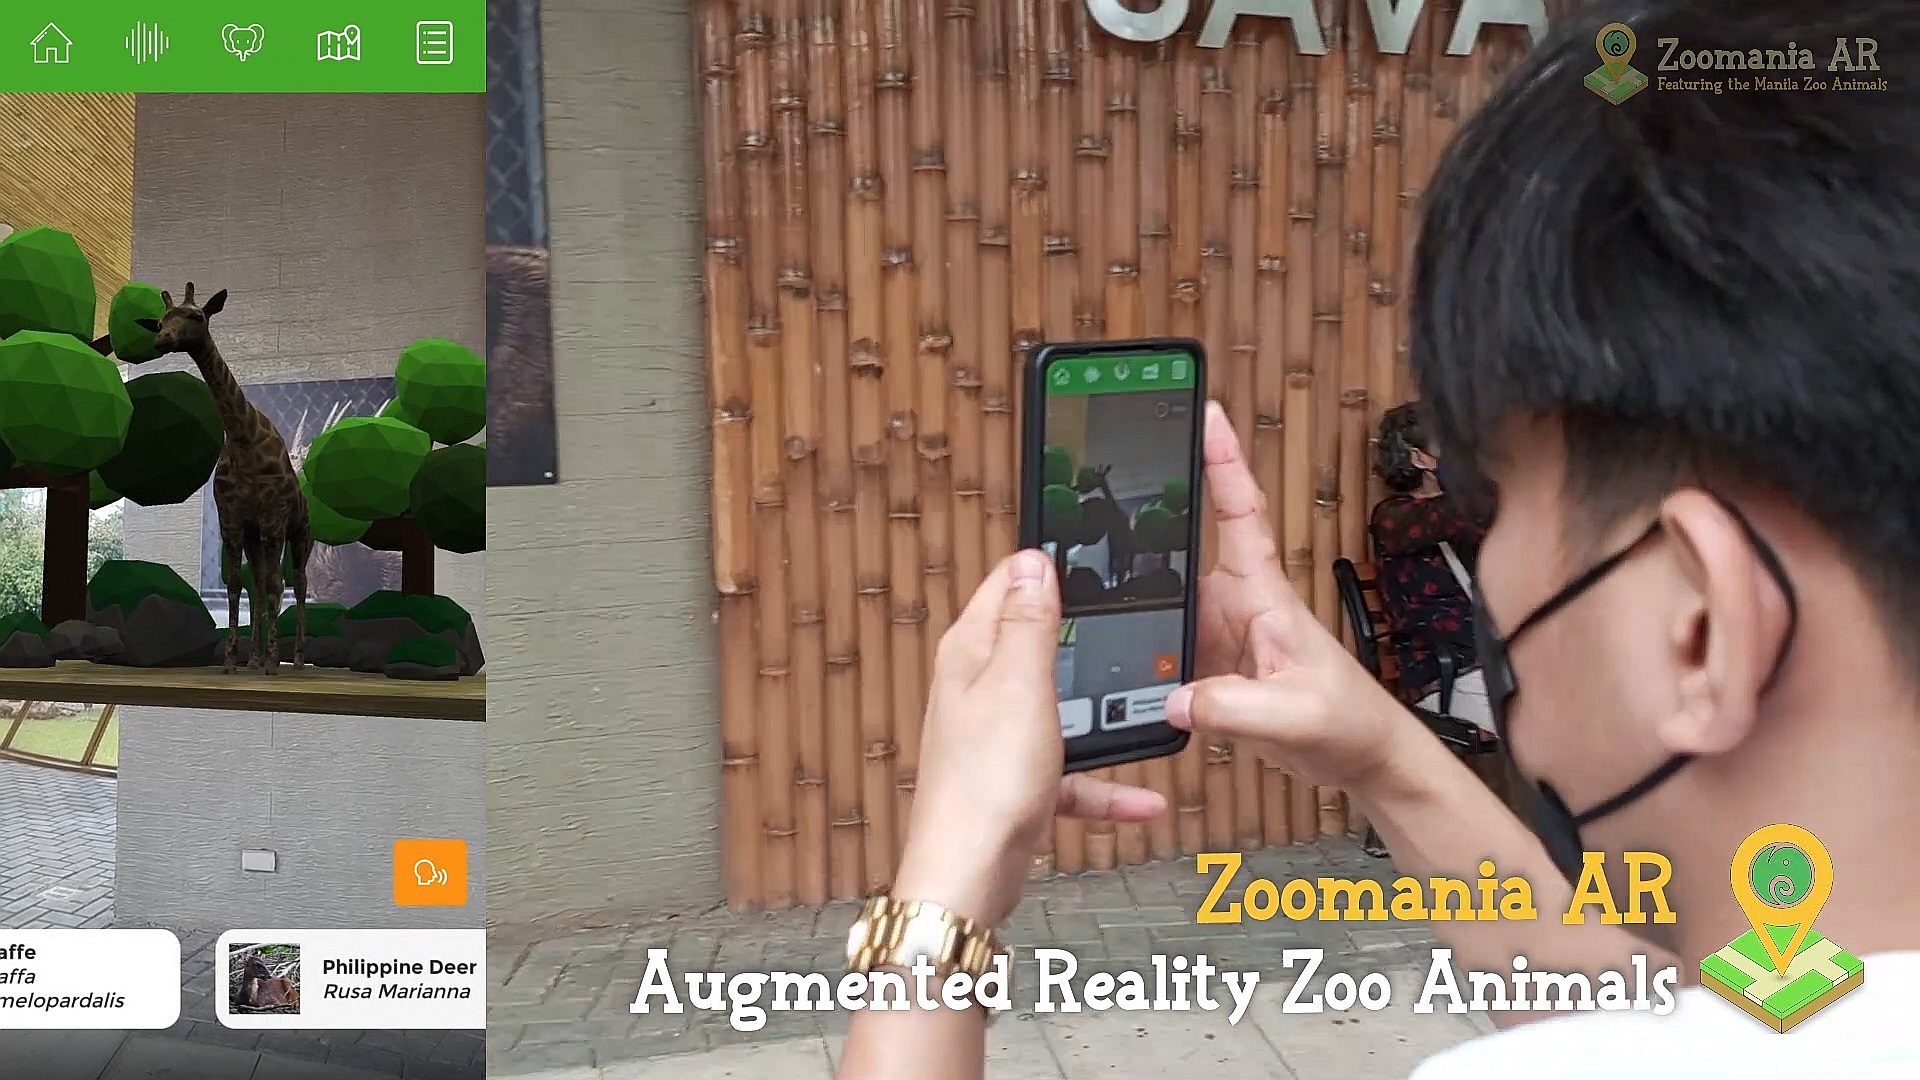 SAVA
Zoomania AR
Featuring the Manila Zoo Animals
affe
affa
melopardalis
Philippine Deer
Rusa Marianna
Zoomania AR
Augmented Reality Zoo Animals